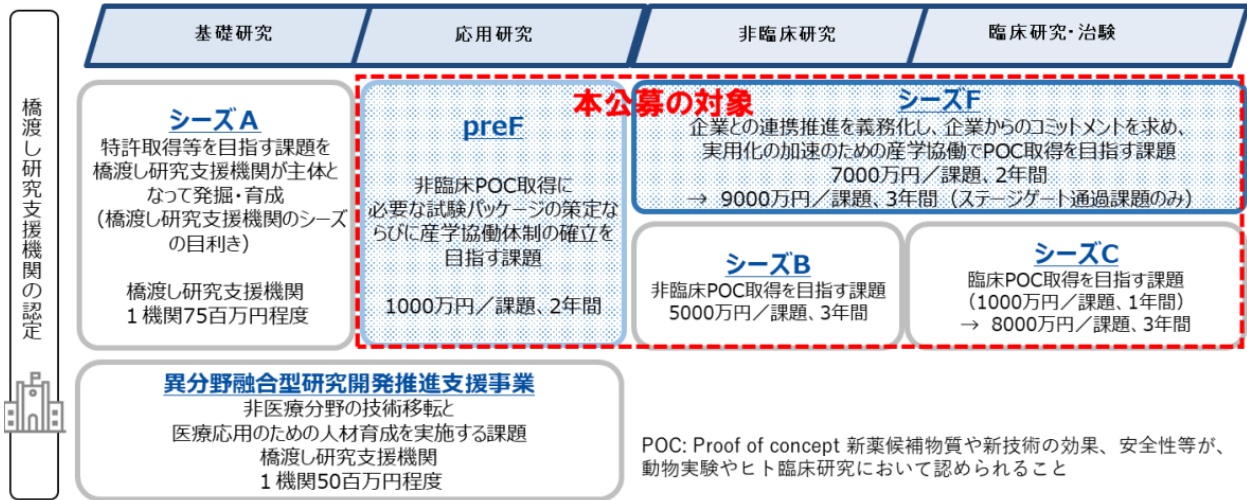 橋渡し研究支援機関の認定
基礎研究
応用研究
非臨床研究
臨床研究・治験
本公募の対象
シーズA
特許取得等を目指す課題を
橋渡し研究支援機関が主体と
なって発掘・育成
(橋渡し研究支援機関のシーズ
の目利き)
橋渡し研究支援機関
1機関75百万円程度
preF
非臨床POC取得に
必要な試験パッケージの策定な
らびに産学協働体制の確立を
目指す課題
1000万円/課題、2年間
シーズF
企業との連携推進を義務化し、企業からのコミットメントを求め、
実用化の加速のための産学協働でPOC取得を目指す課題
7000万円/課題、2年間
→ 9000万円/課題、3年間 (ステージゲート通過課題のみ)
シーズB
非臨床POC取得を目指す課題
5000万円/課題、3年間
シーズC
臨床POC取得を目指す課題
(1000万円/課題、1年間)
→ 8000万円/課題、3年間
異分野融合型研究開発推進支援事業
非医療分野の技術移転と
医療応用のための人材育成を実施する課題
橋渡し研究支援機関
1機関50百万円程度
POC: Proof of concept 新薬候補物質や新技術の効果、安全性等が、
動物実験やヒト臨床研究において認められること